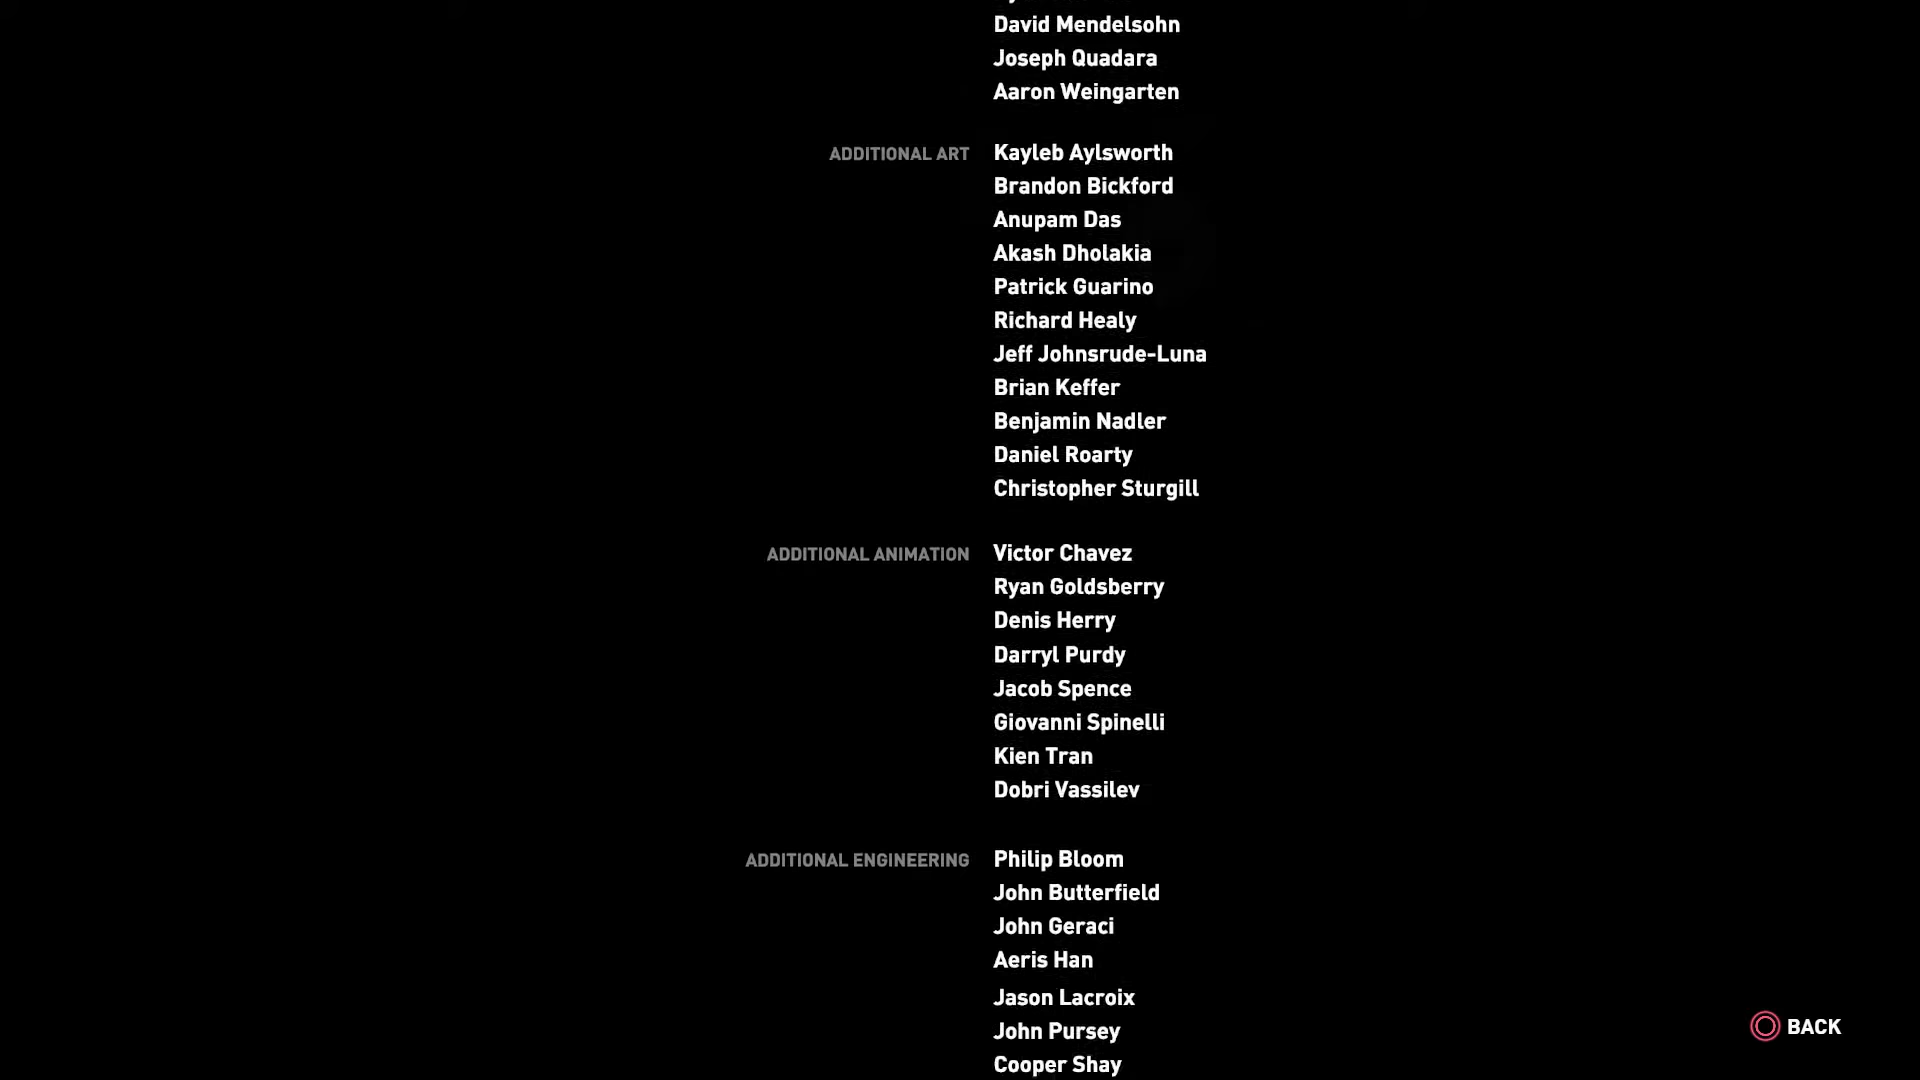 David Mendelsohn
Joseph Quadara
Aaron Weingarten
ADDITIONAL ART Kayleb Aylsworth
Brandon Bickford
Anupam Das
Akash Dholakia
Patrick Guarino
Richard Healy
Jeff Johnsrude-Luna
Brian Keffer
Benjamin Nadler
Daniel Roarty
Christopher Sturgill
ADDITIONAL ANIMATION Victor Chavez
Ryan Goldsberry
Denis Herry
Darryl Purdy
Jacob Spence
Giovanni Spinelli
Kien Tran
Dobri Vassilev
ADDITIONAL ENGINEERING Philip Bloom
John Butterfield
John Geraci
Aeris Han
Jason Lacroix
John Pursey
BACK
Cooper Shay